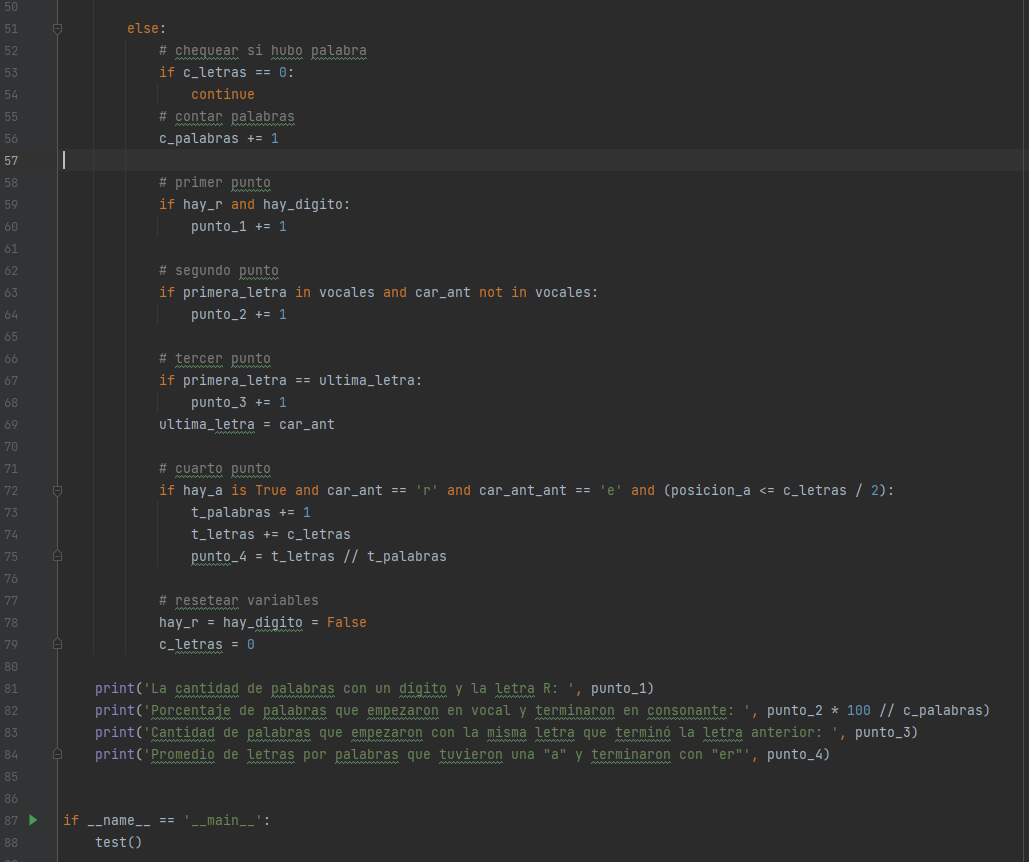 50
51 else:
52 # chequear si hubo palabra
53 if c_letras == 0:
54 continue
55 # contar palabras
56 c_palabras += 1
57
58 # primer punto
59 if hay_r and hay_digito:
60 punto_1 += 1
61
62 # segundo punto
63 if primera_letra in vocales and car_ant not in vocales:
64 punto_2 += 1
65
66 # tercer punto
67 if primera_letra == ultima_letra:
68 punto_3 += 1
69 ultima_letra = car_ant
70
71 # cuarto punto
72 if hay_a is True and car_ant == 'r' and car_ant_ant == 'e' and (posicion_a <= c_letras / 2):
73 t_palabras += 1
74 t_letras += c_letras
75 punto_4 = t_letras // t_palabras
76
77 # resetear variables
78 hay_r = hay_digito = False
79 c_letras = 0
80
81 print('La cantidad de palabras con un dígito y la letra R: ', punto_1)
82 print('Porcentaje de palabras que empezaron en vocal y terminaron en consonante: ', punto_2 * 100 // c_palabras)
83 print('Cantidad de palabras que empezaron con la misma letra que terminó la letra anterior: ', punto_3)
84 print('Promedio de letras por palabras que tuvieron una "a" y terminaron con "er"', punto_4)
85
86
87 if __name__ == '__main__':
88 test()